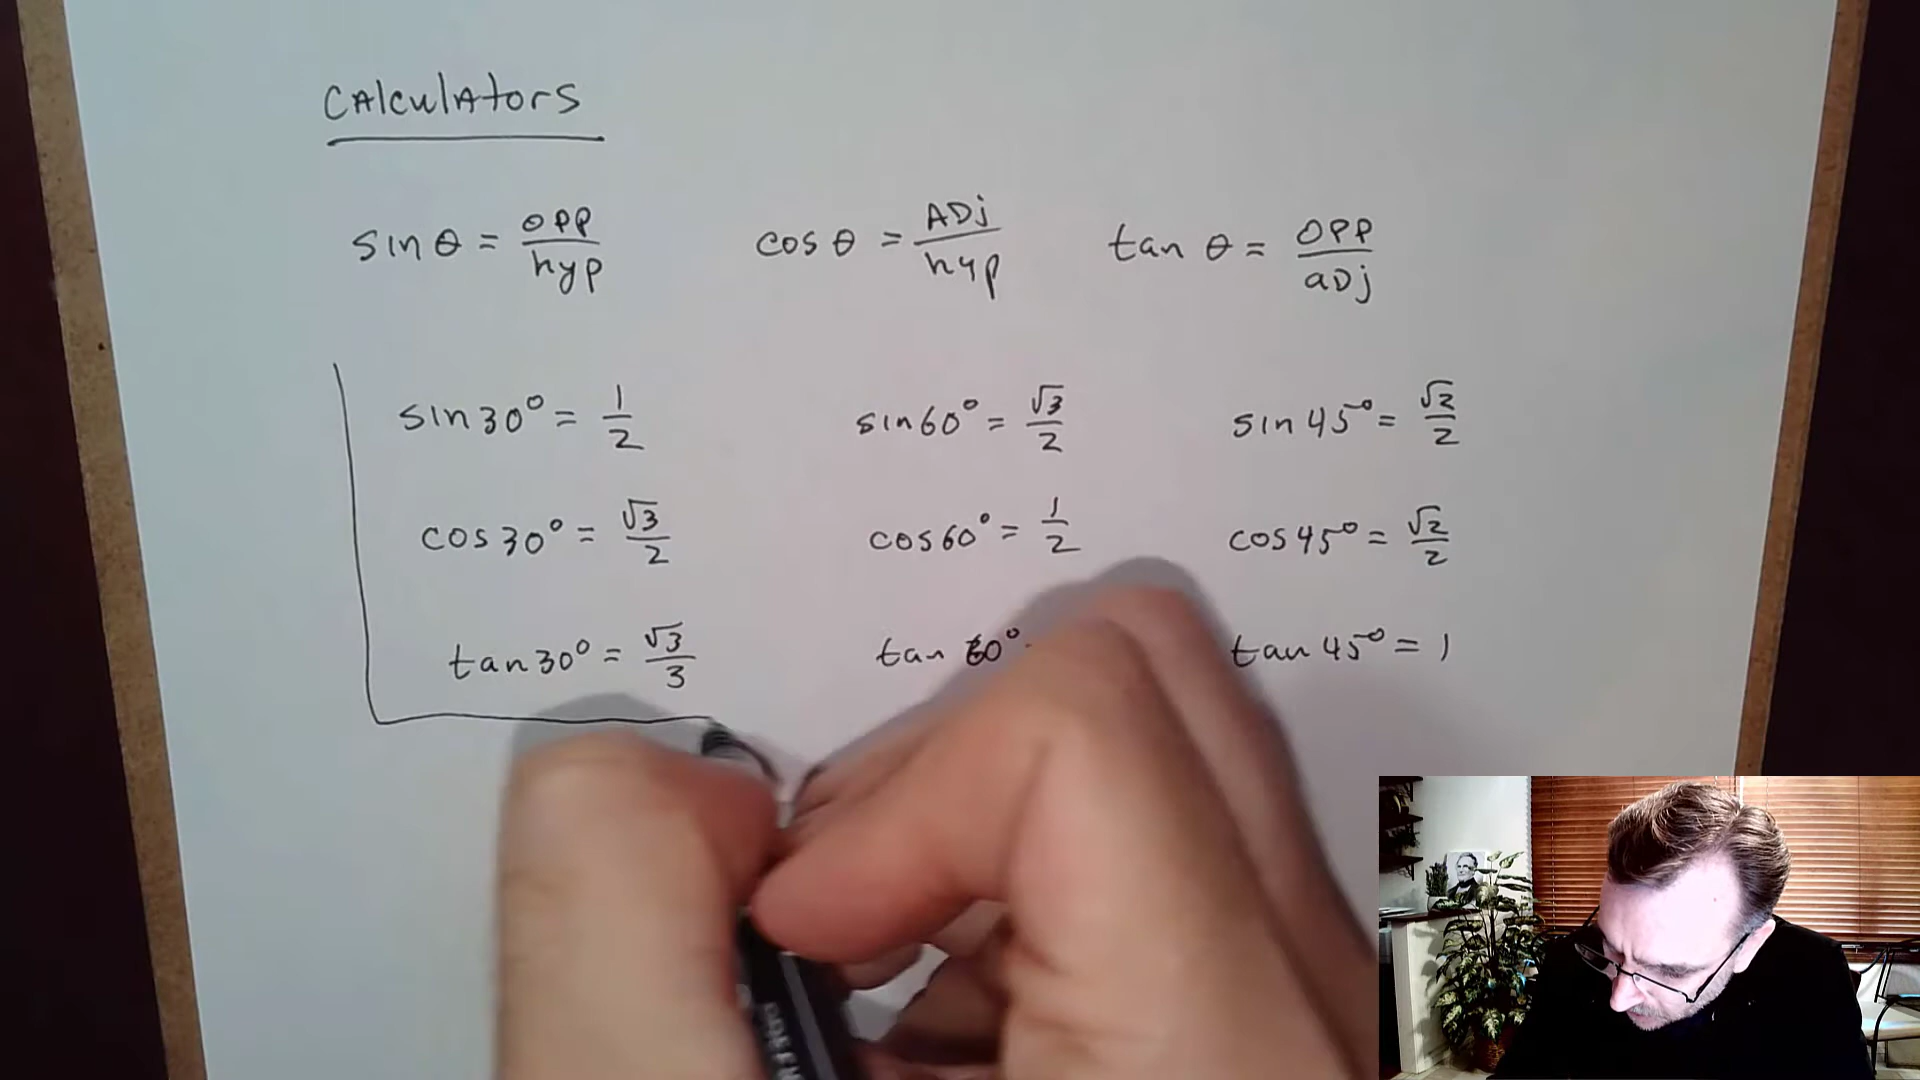 CALCULATORS
sin θ = OPP/hyp cos θ = ADj/hyp tan θ = OPP/aDj
sin 30° = 1/2 sin 60° = √3/2 sin 45° = √2/2
cos 30° = √3/2 cos 60° = 1/2 cos 45° = √2/2
tan 30° = √3/3 tan 60° tan 45° = 1